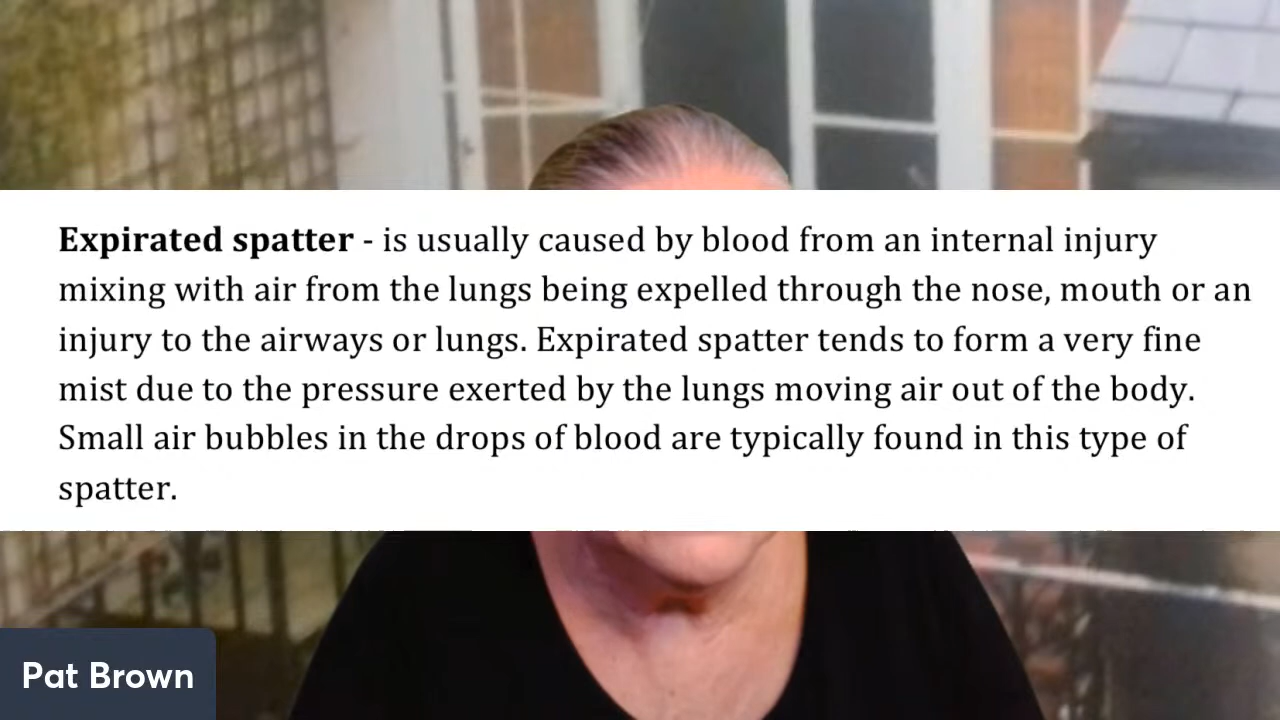 Expirated spatter - is usually caused by blood from an internal injury
mixing with air from the lungs being expelled through the nose, mouth or an
injury to the airways or lungs. Expirated spatter tends to form a very fine
mist due to the pressure exerted by the lungs moving air out of the body.
Small air bubbles in the drops of blood are typically found in this type of
spatter.
Pat Brown